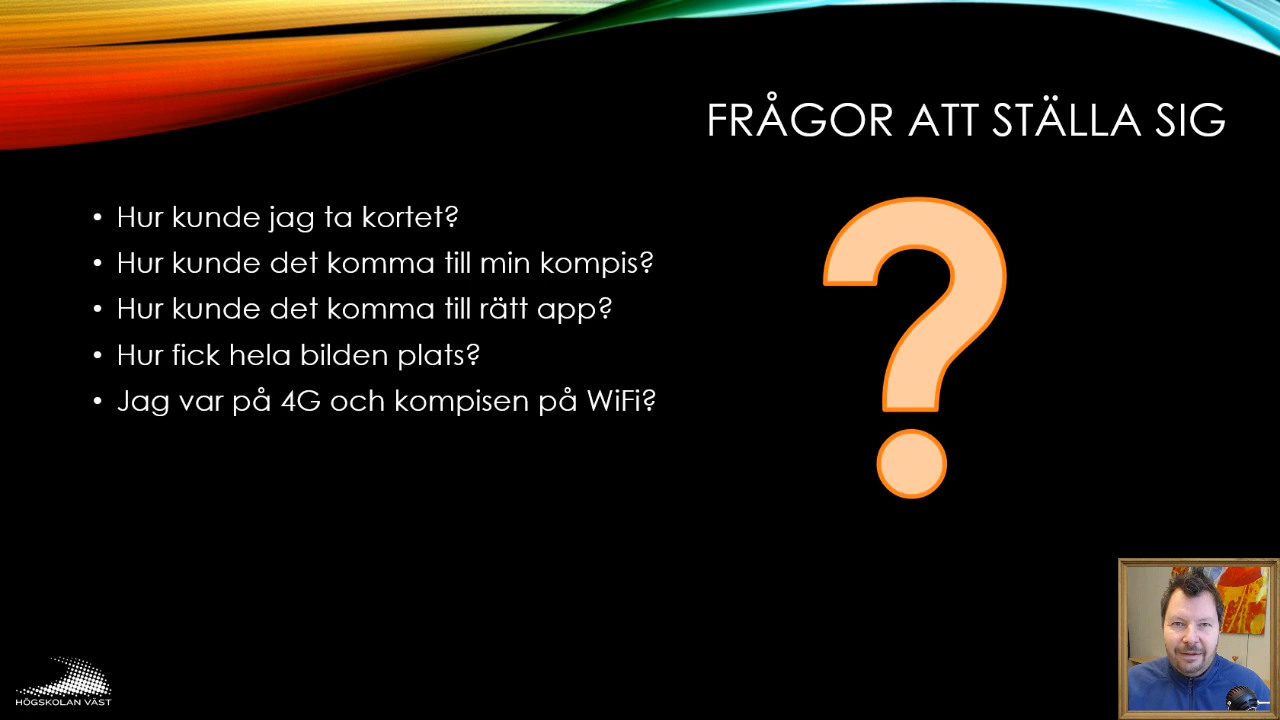 FRÅGOR ATT STÄLLA SIG
• Hur kunde jag ta kortet?
• Hur kunde det komma till min kompis?
• Hur kunde det komma till rätt app?
• Hur fick hela bilden plats?
• Jag var på 4G och kompisen på WiFi?
?
HÖGSKOLAN VÄST